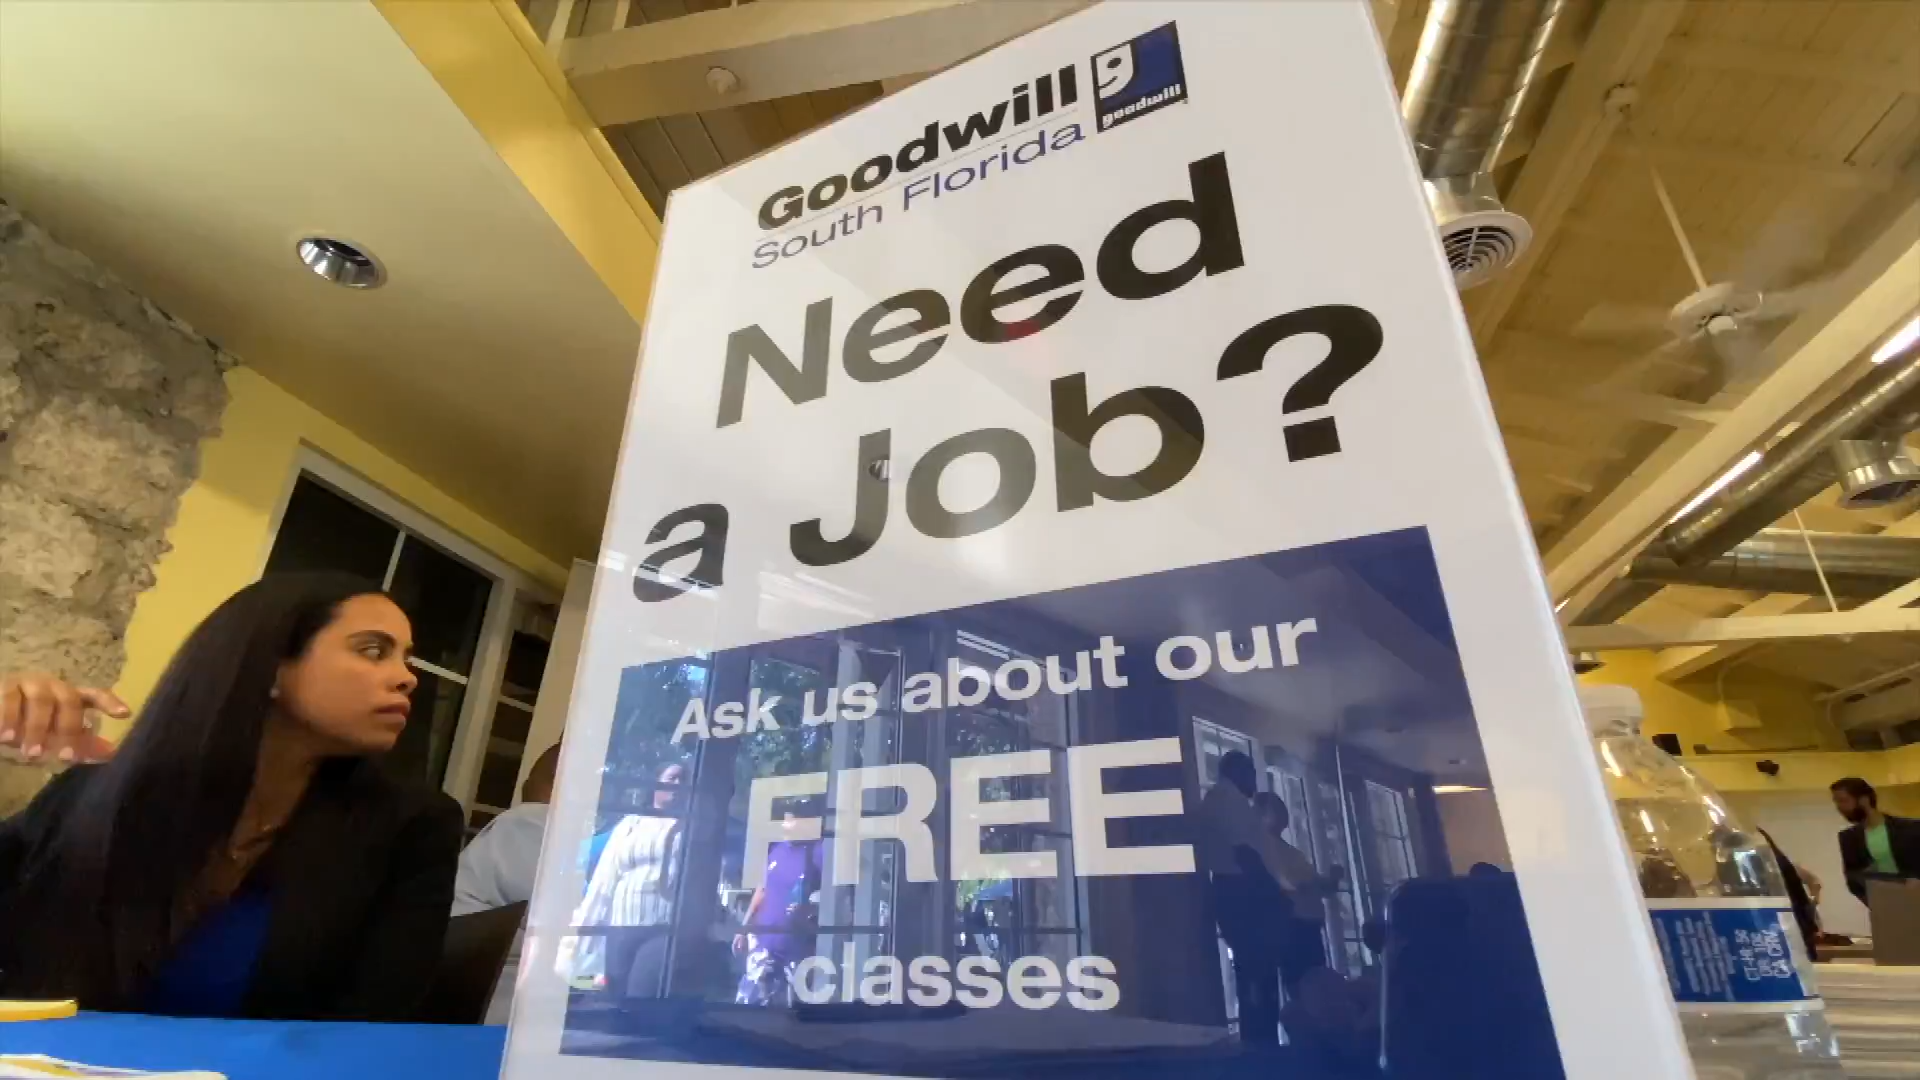 Goodwill
South Florida
g
goodwill
Need
a Job?
Ask us about our
FREE
classes